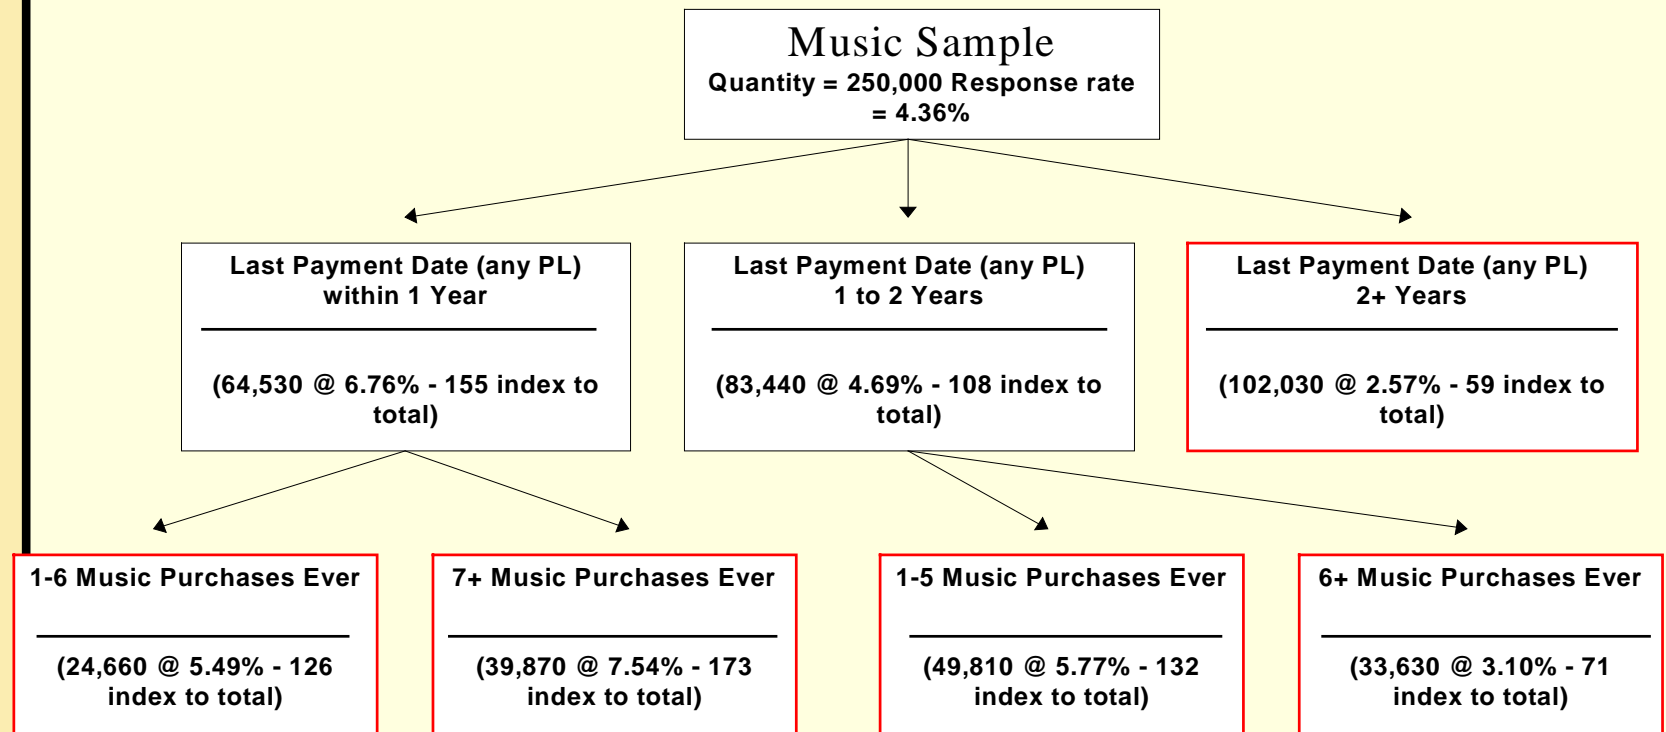 Music Sample
Quantity = 250,000 Response rate
= 4.36%
Last Payment Date (any PL)
within 1 Year
(64,530 @ 6.76% - 155 index to
total)
Last Payment Date (any PL)
1 to 2 Years
(83,440 @ 4.69% - 108 index to
total)
Last Payment Date (any PL)
2+ Years
(102,030 @ 2.57% - 59 index to
total)
1-6 Music Purchases Ever
(24,660 @ 5.49% - 126
index to total)
7+ Music Purchases Ever
(39,870 @ 7.54% - 173
index to total)
1-5 Music Purchases Ever
(49,810 @ 5.77% - 132
index to total)
6+ Music Purchases Ever
(33,630 @ 3.10% - 71
index to total)